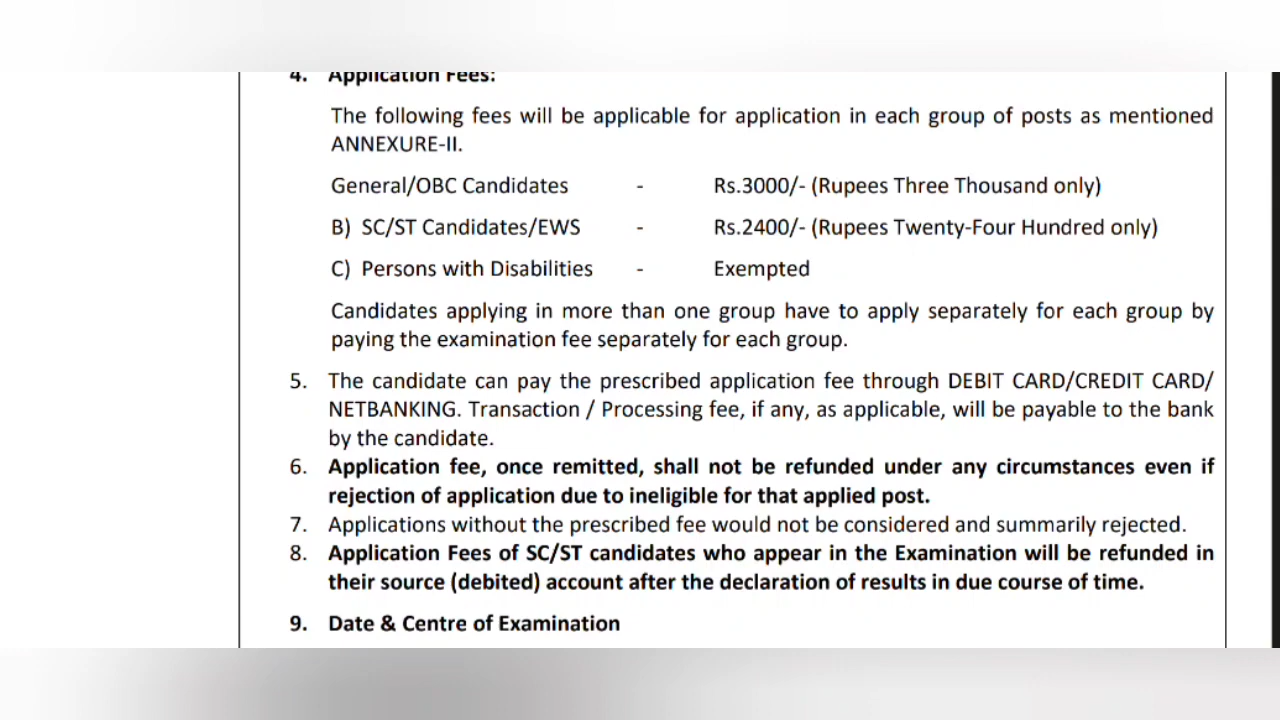 4. Application Fees:
The following fees will be applicable for application in each group of posts as mentioned
ANNEXURE-II.
General/OBC Candidates - Rs.3000/- (Rupees Three Thousand only)
B) SC/ST Candidates/EWS - Rs.2400/- (Rupees Twenty-Four Hundred only)
C) Persons with Disabilities - Exempted
Candidates applying in more than one group have to apply separately for each group by
paying the examination fee separately for each group.
5. The candidate can pay the prescribed application fee through DEBIT CARD/CREDIT CARD/
NETBANKING. Transaction / Processing fee, if any, as applicable, will be payable to the bank
by the candidate.
6. Application fee, once remitted, shall not be refunded under any circumstances even if
rejection of application due to ineligible for that applied post.
7. Applications without the prescribed fee would not be considered and summarily rejected.
8. Application Fees of SC/ST candidates who appear in the Examination will be refunded in
their source (debited) account after the declaration of results in due course of time.
9. Date & Centre of Examination